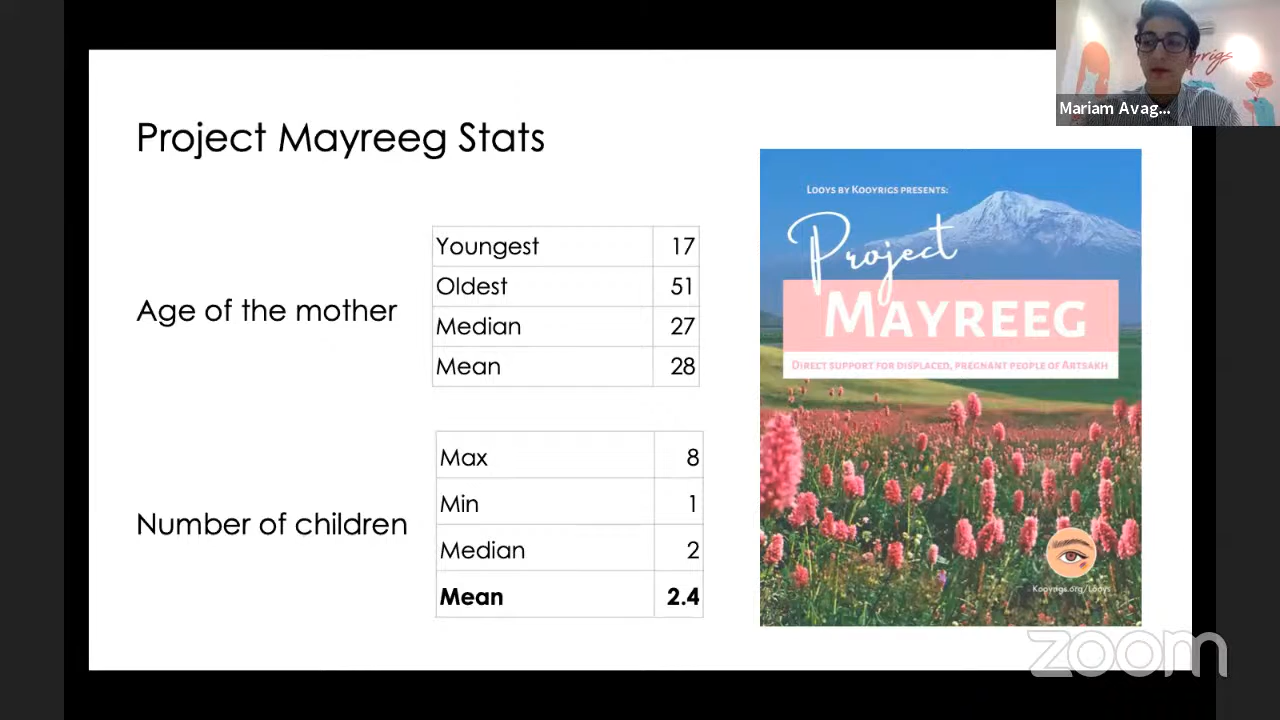 yrigs
Mariam Avag...
Project Mayreeg Stats
LOOYS BY KOOYRIGS PRESENTS:
Project
MAYREEG
DIRECT SUPPORT FOR DISPLACED, PREGNANT PEOPLE OF ARTSAKH
Age of the mother
Youngest 17
Oldest 51
Median 27
Mean 28
Number of children
Max 8
Min 1
Median 2
Mean 2.4
Kooyrigs.org/Looys
zoom